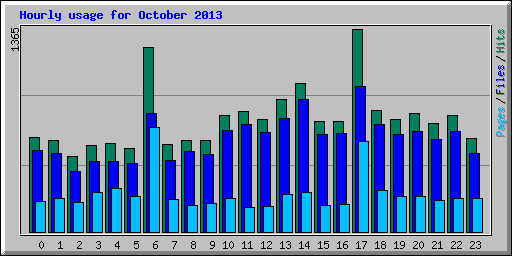 Hourly usage for October 2013
1365
Pages/Files/Hits
0 1 2 3 4 5 6 7 8 9 10 11 12 13 14 15 16 17 18 19 20 21 22 23